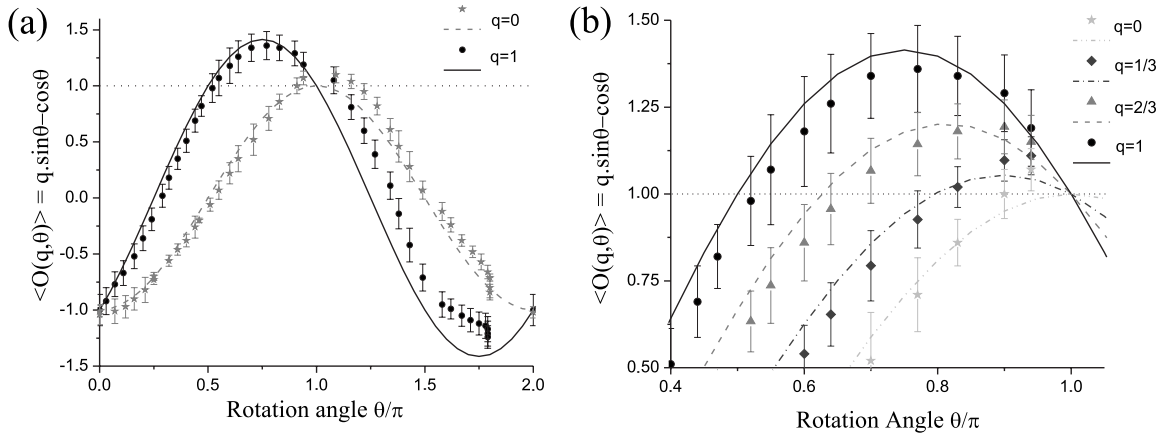 (a)
<O(q,θ)> = q.sinθ−cosθ
1.5
1.0
0.5
0.0
-0.5
-1.0
-1.5
0.0 0.5 1.0 1.5 2.0
Rotation angle θ/π
q=0
q=1
(b)
<O(q,θ)> = q.sinθ−cosθ
1.50
1.25
1.00
0.75
0.50
0.4 0.6 0.8 1.0
Rotation Angle θ/π
q=0
q=1/3
q=2/3
q=1